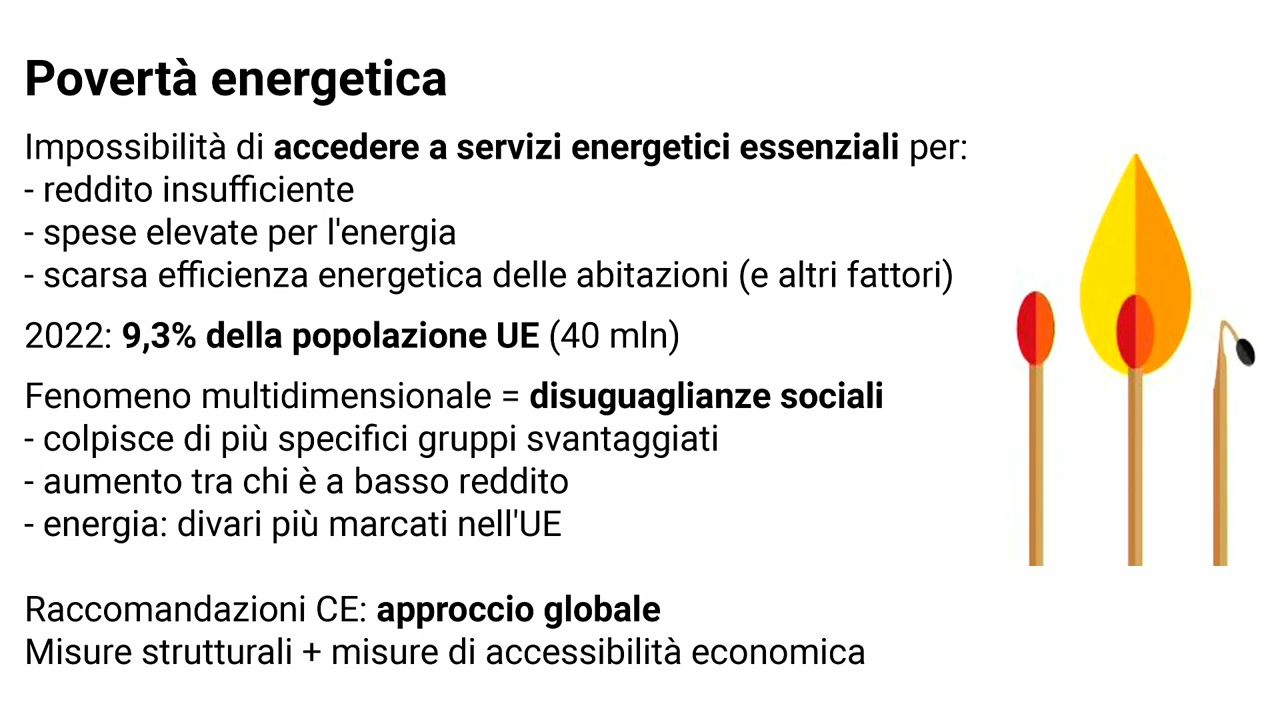 Povertà energetica
Impossibilità di accedere a servizi energetici essenziali per:
- reddito insufficiente
- spese elevate per l'energia
- scarsa efficienza energetica delle abitazioni (e altri fattori)
2022: 9,3% della popolazione UE (40 mln)
Fenomeno multidimensionale = disuguaglianze sociali
- colpisce di più specifici gruppi svantaggiati
- aumento tra chi è a basso reddito
- energia: divari più marcati nell'UE
Raccomandazioni CE: approccio globale
Misure strutturali + misure di accessibilità economica